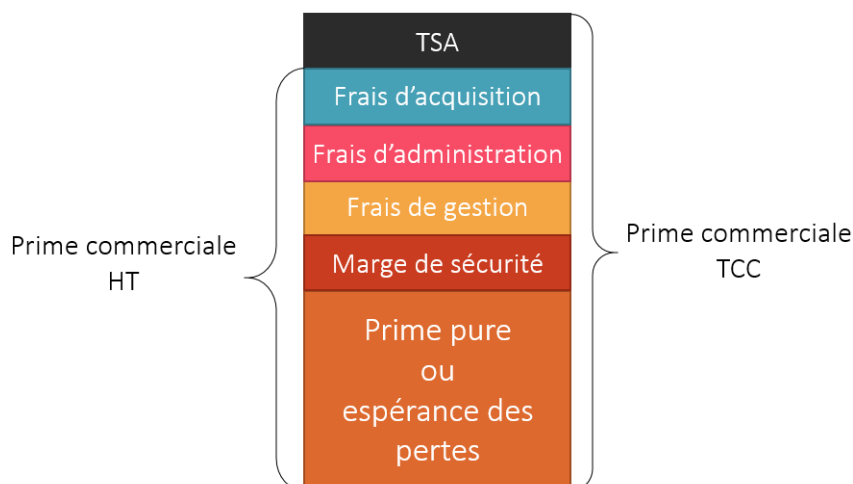 TSA
Frais d’acquisition
Frais d’administration
Frais de gestion
Marge de sécurité
Prime pure
ou
espérance des
pertes
Prime commerciale
HT
Prime commerciale
TCC